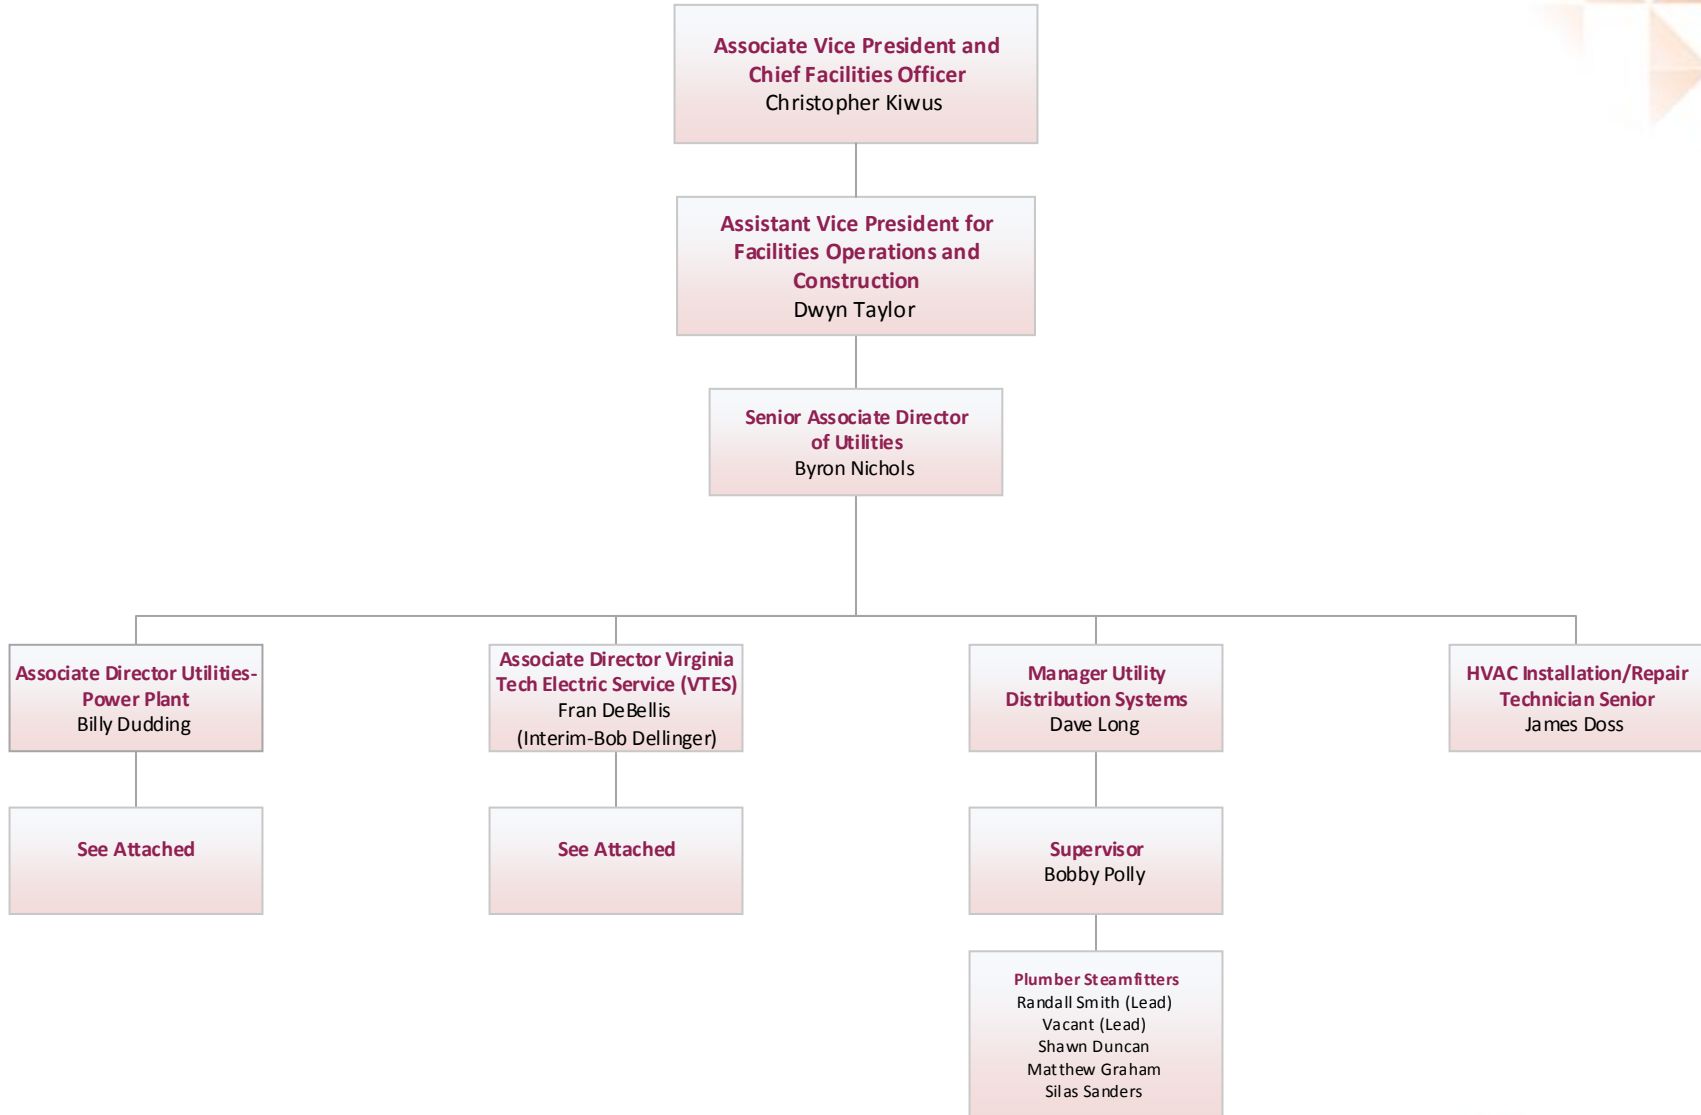 Associate Vice President and
Chief Facilities Officer
Christopher Kiwus
Assistant Vice President for
Facilities Operations and
Construction
Dwyn Taylor
Senior Associate Director
of Utilities
Byron Nichols
Associate Director Utilities-
Power Plant
Billy Dudding
Associate Director Virginia
Tech Electric Service (VTES)
Fran DeBellis
(Interim-Bob Dellinger)
Manager Utility
Distribution Systems
Dave Long
HVAC Installation/Repair
Technician Senior
James Doss
See Attached
See Attached
Supervisor
Bobby Polly
Plumber Steamfitters
Randall Smith (Lead)
Vacant (Lead)
Shawn Duncan
Matthew Graham
Silas Sanders